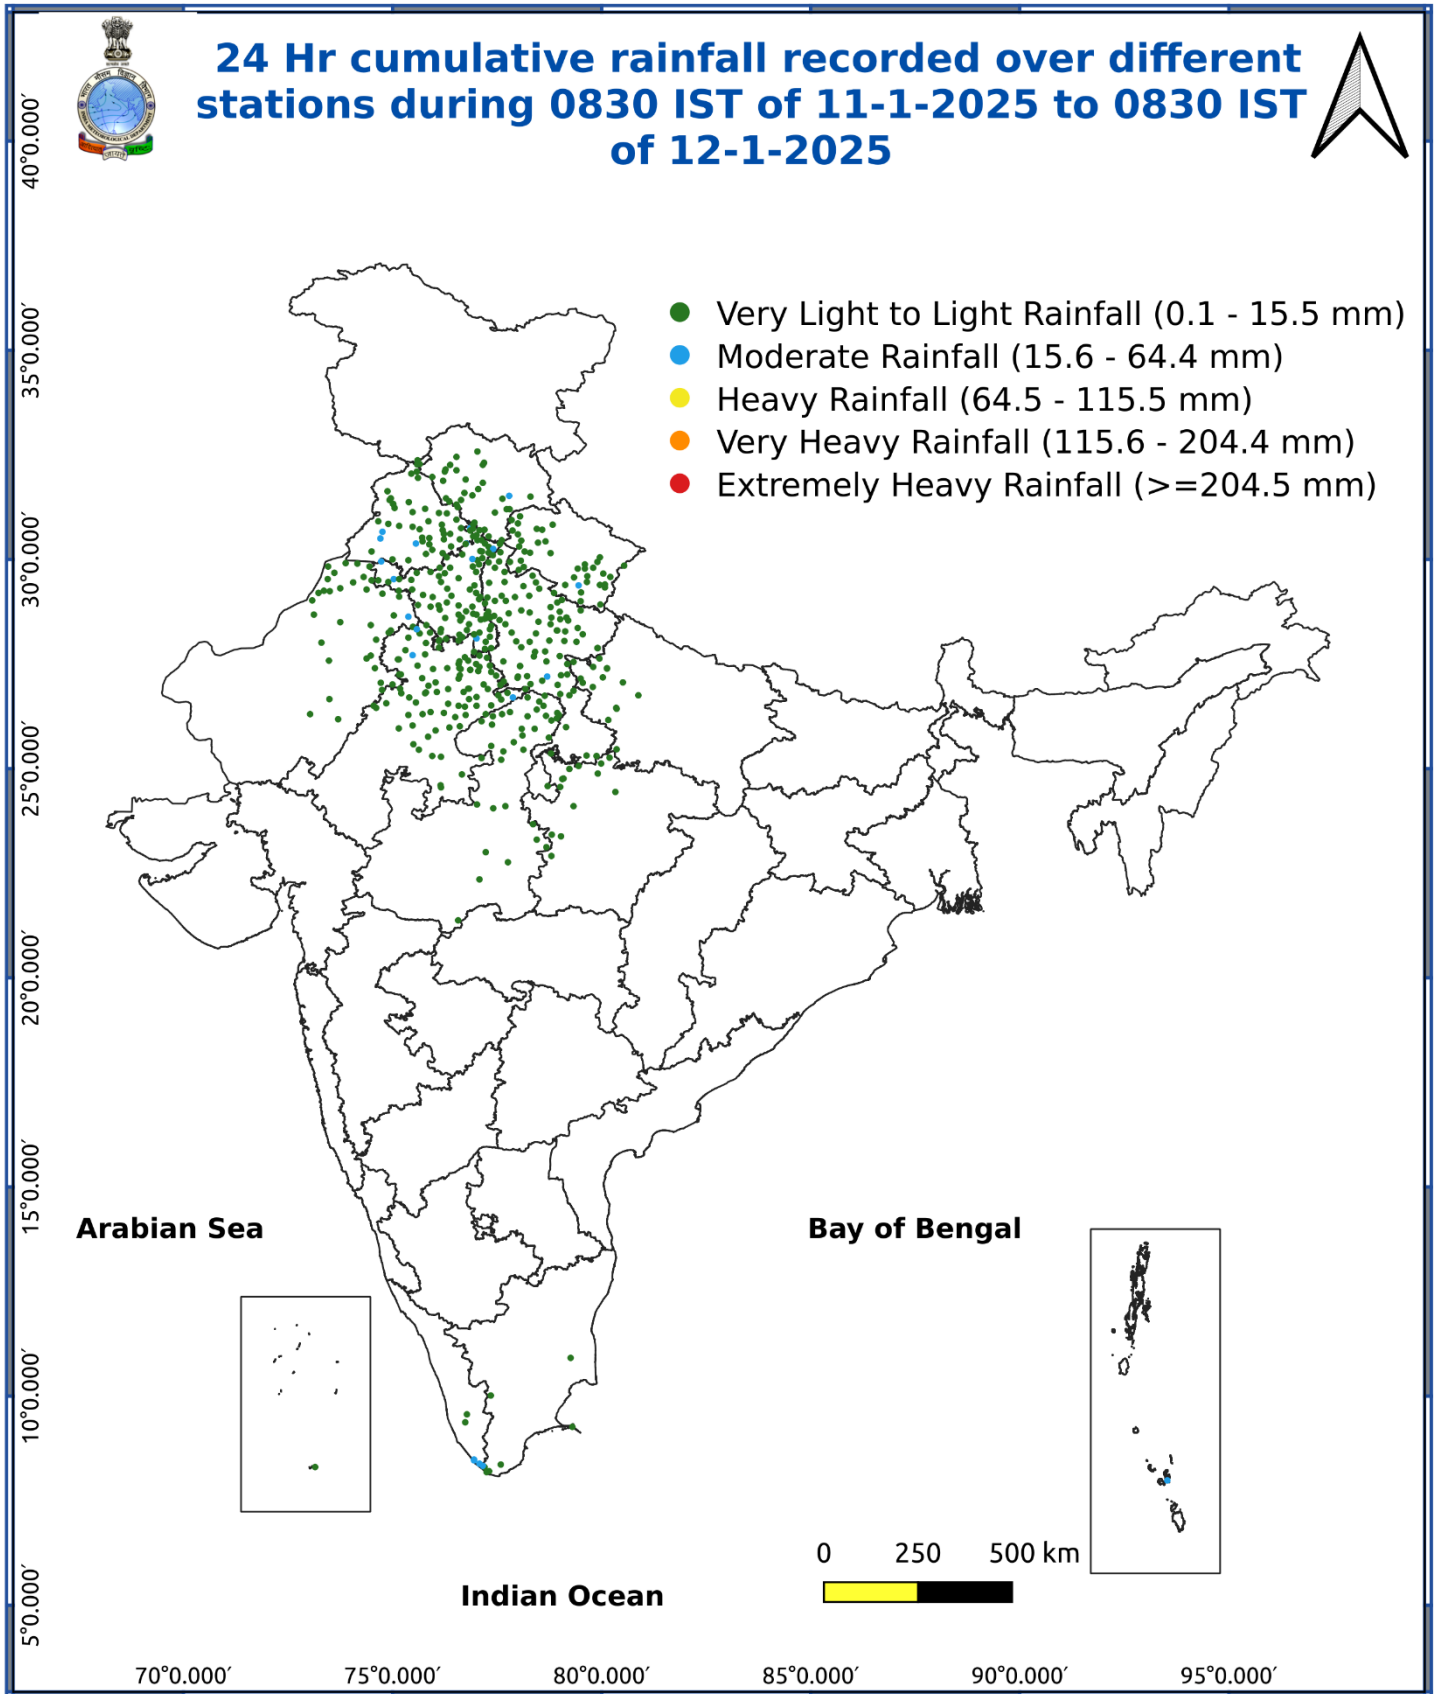 24 Hr cumulative rainfall recorded over different
stations during 0830 IST of 11-1-2025 to 0830 IST
of 12-1-2025
भारत मौसम विज्ञान विभाग
INDIA METEOROLOGICAL DEPARTMENT
Very Light to Light Rainfall (0.1 - 15.5 mm)
Moderate Rainfall (15.6 - 64.4 mm)
Heavy Rainfall (64.5 - 115.5 mm)
Very Heavy Rainfall (115.6 - 204.4 mm)
Extremely Heavy Rainfall (>=204.5 mm)
40°0.000′
35°0.000′
30°0.000′
25°0.000′
20°0.000′
15°0.000′
10°0.000′
5°0.000′
Arabian Sea
Bay of Bengal
Indian Ocean
0 250 500 km
70°0.000′ 75°0.000′ 80°0.000′ 85°0.000′ 90°0.000′ 95°0.000′